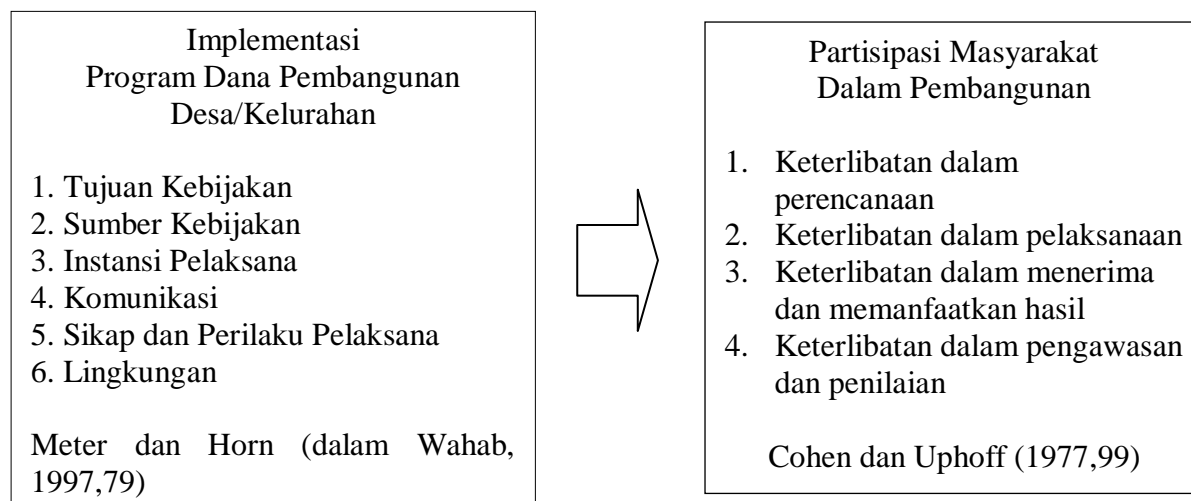 Implementasi
Program Dana Pembangunan
Desa/Kelurahan
1. Tujuan Kebijakan
2. Sumber Kebijakan
3. Instansi Pelaksana
4. Komunikasi
5. Sikap dan Perilaku Pelaksana
6. Lingkungan
Meter dan Horn (dalam Wahab,
1997,79)
Partisipasi Masyarakat
Dalam Pembangunan
1. Keterlibatan dalam
perencanaan
2. Keterlibatan dalam pelaksanaan
3. Keterlibatan dalam menerima
dan memanfaatkan hasil
4. Keterlibatan dalam pengawasan
dan penilaian
Cohen dan Uphoff (1977,99)